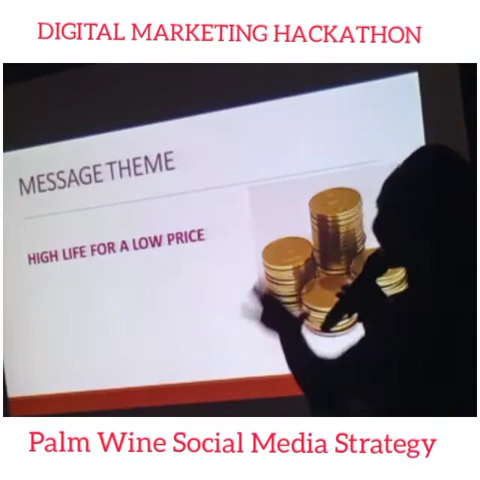 DIGITAL MARKETING HACKATHON
MESSAGE THEME
HIGH LIFE FOR A LOW PRICE
Palm Wine Social Media Strategy